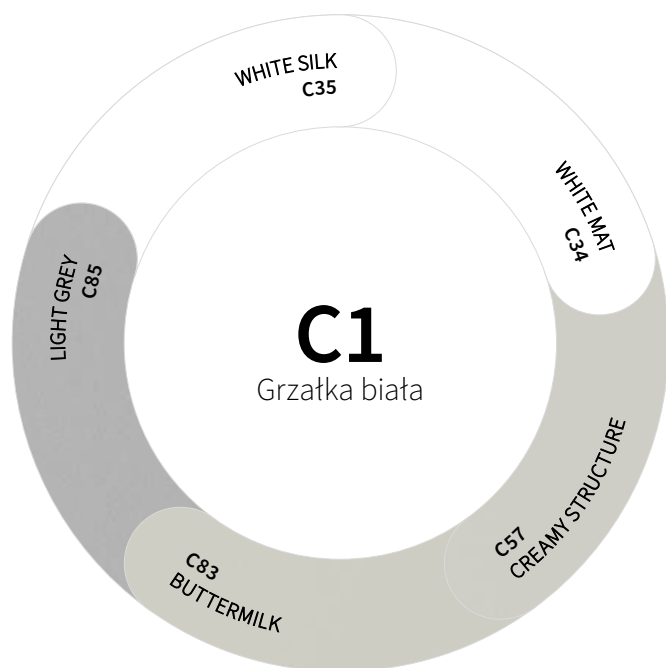 WHITE SILK
C35
WHITE MAT
C34
LIGHT GREY
C85
C1
Grzałka biała
C57
CREAMY STRUCTURE
C83
BUTTERMILK